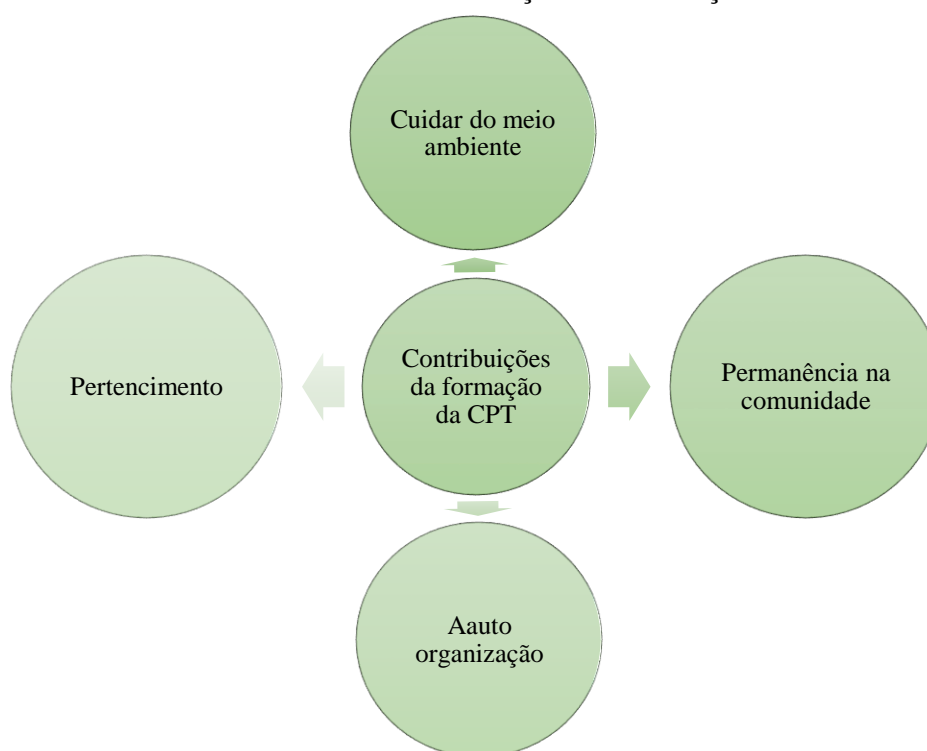 Cuidar do meio
ambiente
Pertencimento
Contribuições
da formação
da CPT
Permanência na
comunidade
Aauto
organização